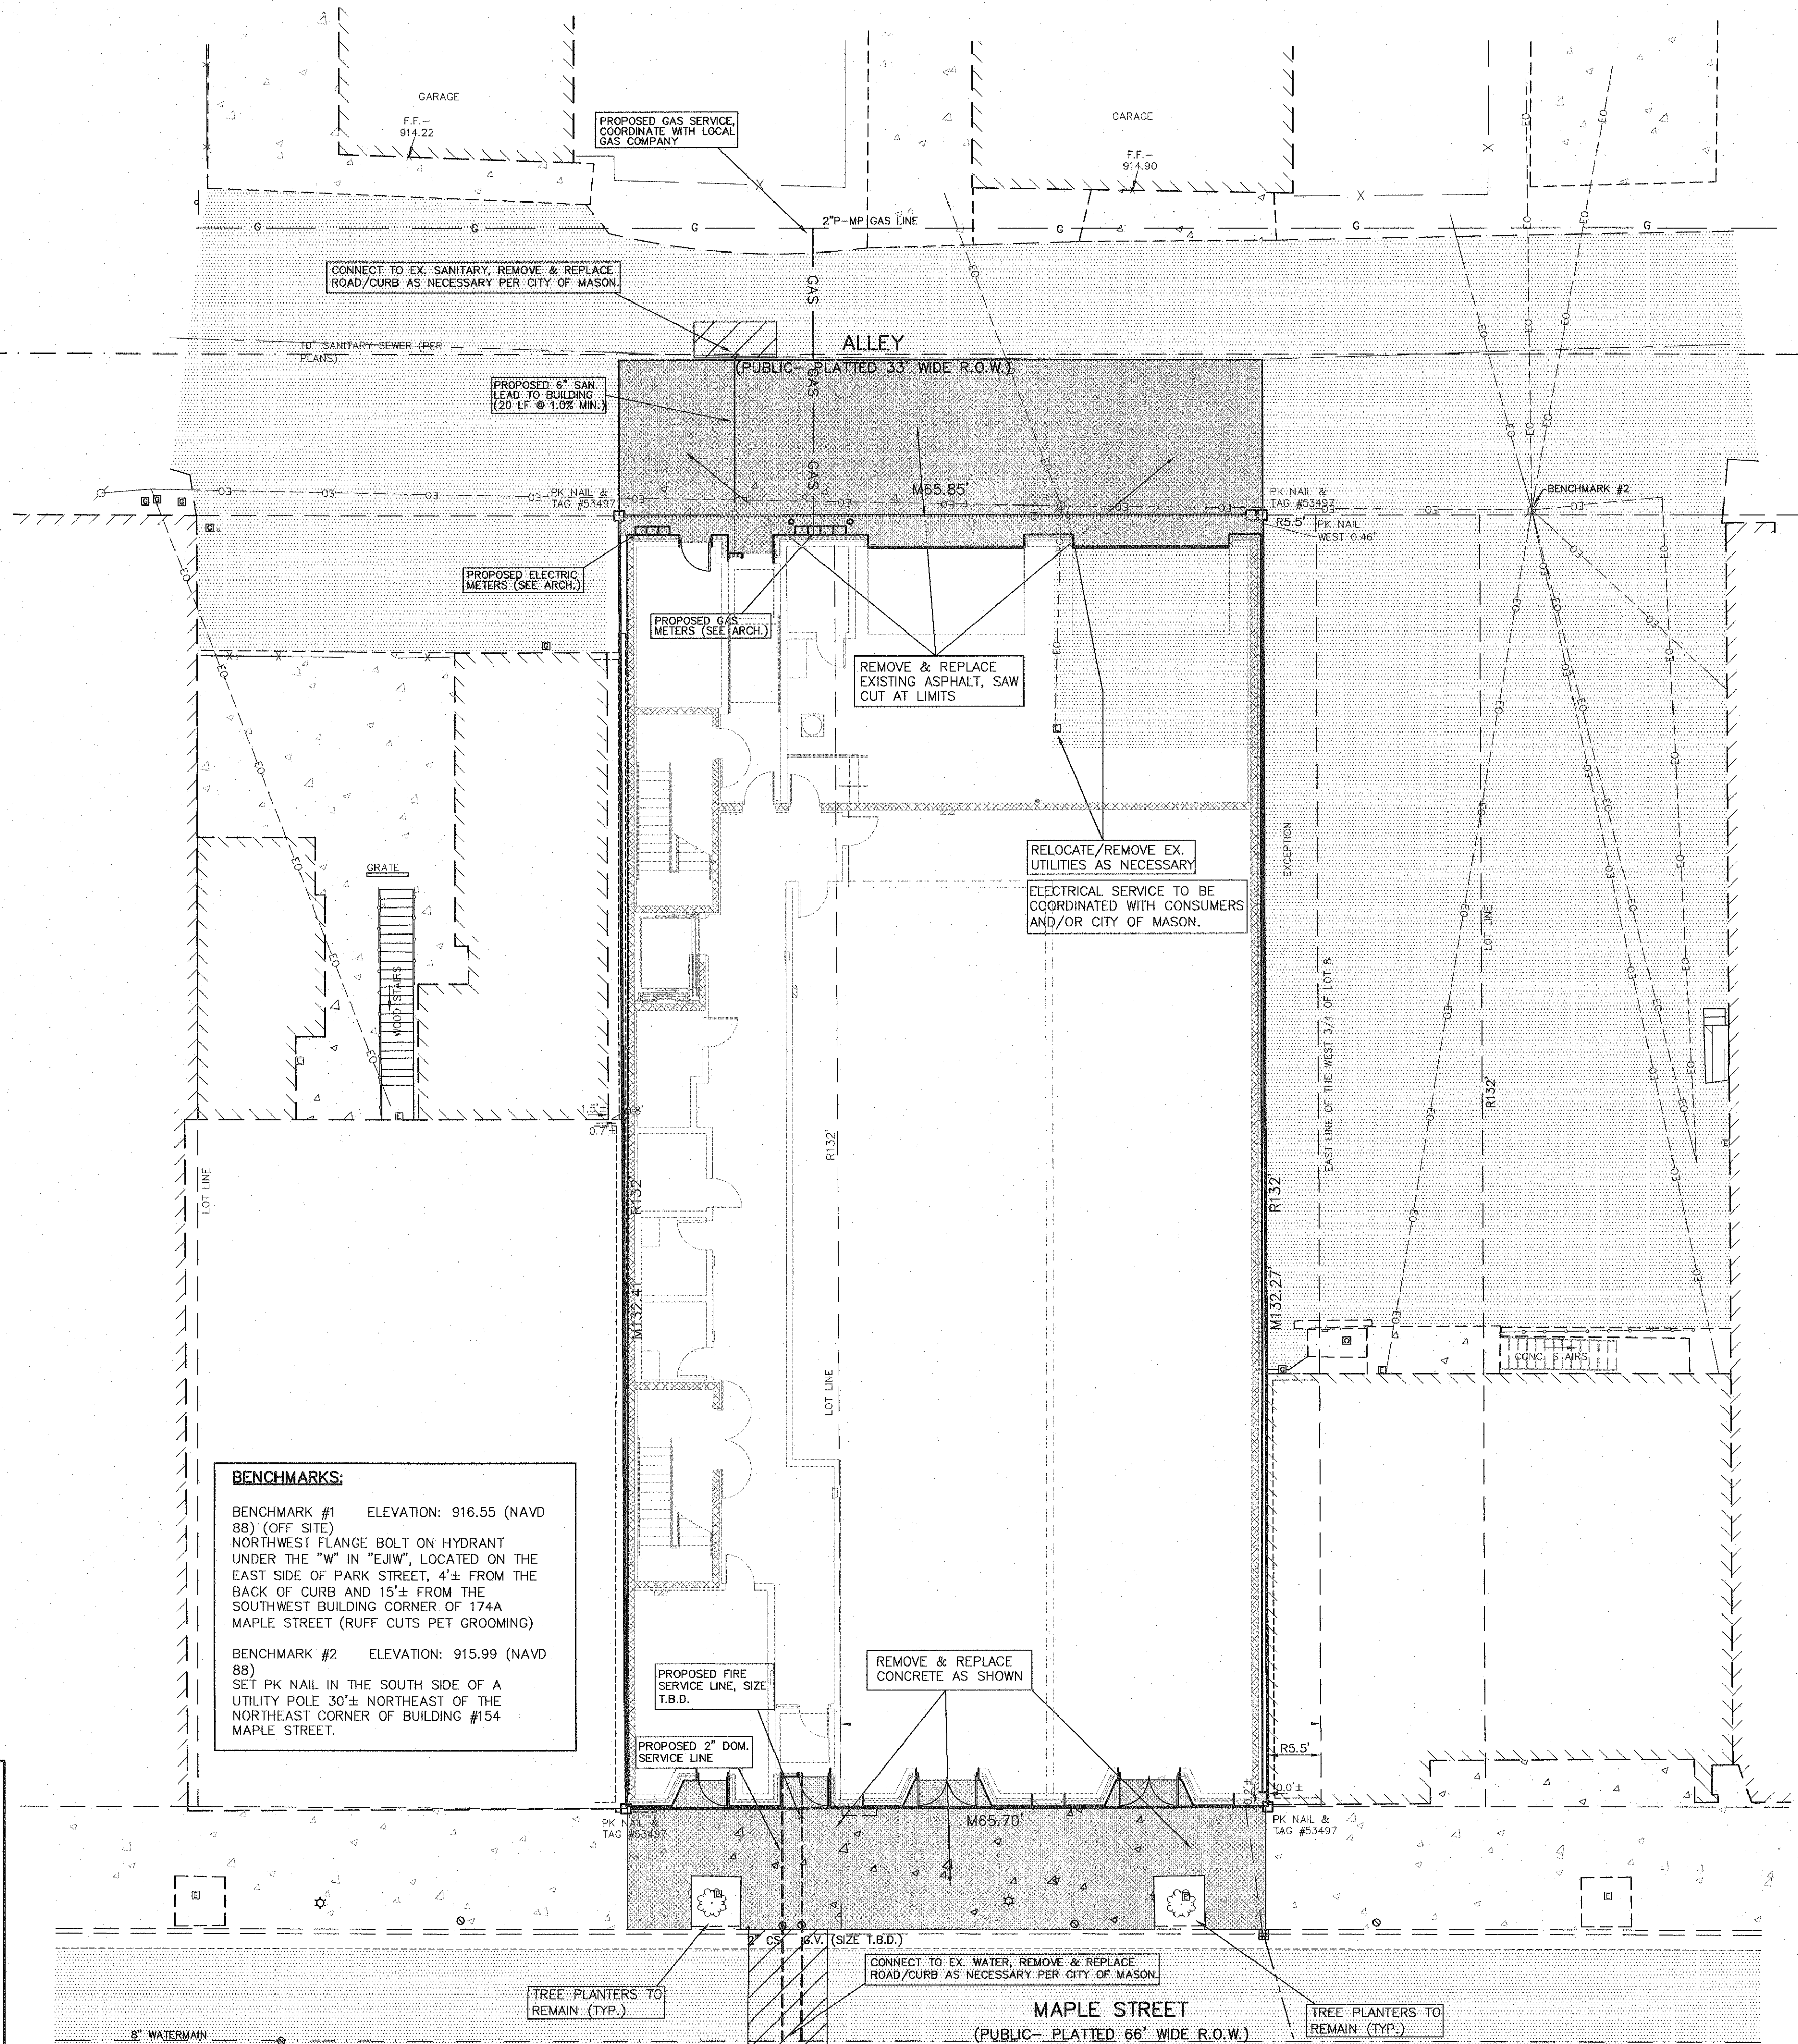 GARAGE
F.F.–
914.22
PROPOSED GAS SERVICE,
COORDINATE WITH LOCAL
GAS COMPANY
GARAGE
F.F.–
914.90
2"P–MP GAS LINE
G
G
G
G
G
G
CONNECT TO EX. SANITARY, REMOVE & REPLACE
ROAD/CURB AS NECESSARY PER CITY OF MASON.
GAS
10" SANITARY SEWER (PER
PLANS)
ALLEY
(PUBLIC– PLATTED 33' WIDE R.O.W.)
GAS
PROPOSED 6" SAN.
LEAD TO BUILDING
(20 LF @ 1.0% MIN.)
GAS
M65.85'
PK NAIL &
TAG #53497
PK NAIL &
TAG #53497
BENCHMARK #2
R5.5'
PK NAIL
WEST 0.46'
PROPOSED ELECTRIC
METERS (SEE ARCH.)
PROPOSED GAS
METERS (SEE ARCH.)
REMOVE & REPLACE
EXISTING ASPHALT, SAW
CUT AT LIMITS
RELOCATE/REMOVE EX.
UTILITIES AS NECESSARY
ELECTRICAL SERVICE TO BE
COORDINATED WITH CONSUMERS
AND/OR CITY OF MASON.
EXCEPTION
EAST LINE OF THE WEST 3/4 OF LOT 8
LOT LINE
R132'
GRATE
WOOD STAIRS
1.5'±
0.8'
0.7'±
LOT LINE
R132'
M132.41'
R132'
LOT LINE
R132'
M132.27'
CONC. STAIRS
BENCHMARKS:
BENCHMARK #1 ELEVATION: 916.55 (NAVD
88) (OFF SITE)
NORTHWEST FLANGE BOLT ON HYDRANT
UNDER THE "W" IN "EJIW", LOCATED ON THE
EAST SIDE OF PARK STREET, 4'± FROM THE
BACK OF CURB AND 15'± FROM THE
SOUTHWEST BUILDING CORNER OF 174A
MAPLE STREET (RUFF CUTS PET GROOMING)
BENCHMARK #2 ELEVATION: 915.99 (NAVD
88)
SET PK NAIL IN THE SOUTH SIDE OF A
UTILITY POLE 30'± NORTHEAST OF THE
NORTHEAST CORNER OF BUILDING #154
MAPLE STREET.
PROPOSED FIRE
SERVICE LINE, SIZE
T.B.D.
REMOVE & REPLACE
CONCRETE AS SHOWN
PROPOSED 2" DOM.
SERVICE LINE
R5.5'
0.2'±
0.0'±
PK NAIL &
TAG #53497
M65.70'
PK NAIL &
TAG #53497
2" CS
G.V. (SIZE T.B.D.)
CONNECT TO EX. WATER, REMOVE & REPLACE
ROAD/CURB AS NECESSARY PER CITY OF MASON.
TREE PLANTERS TO
REMAIN (TYP.)
MAPLE STREET
(PUBLIC– PLATTED 66' WIDE R.O.W.)
TREE PLANTERS TO
REMAIN (TYP.)
8" WATERMAIN